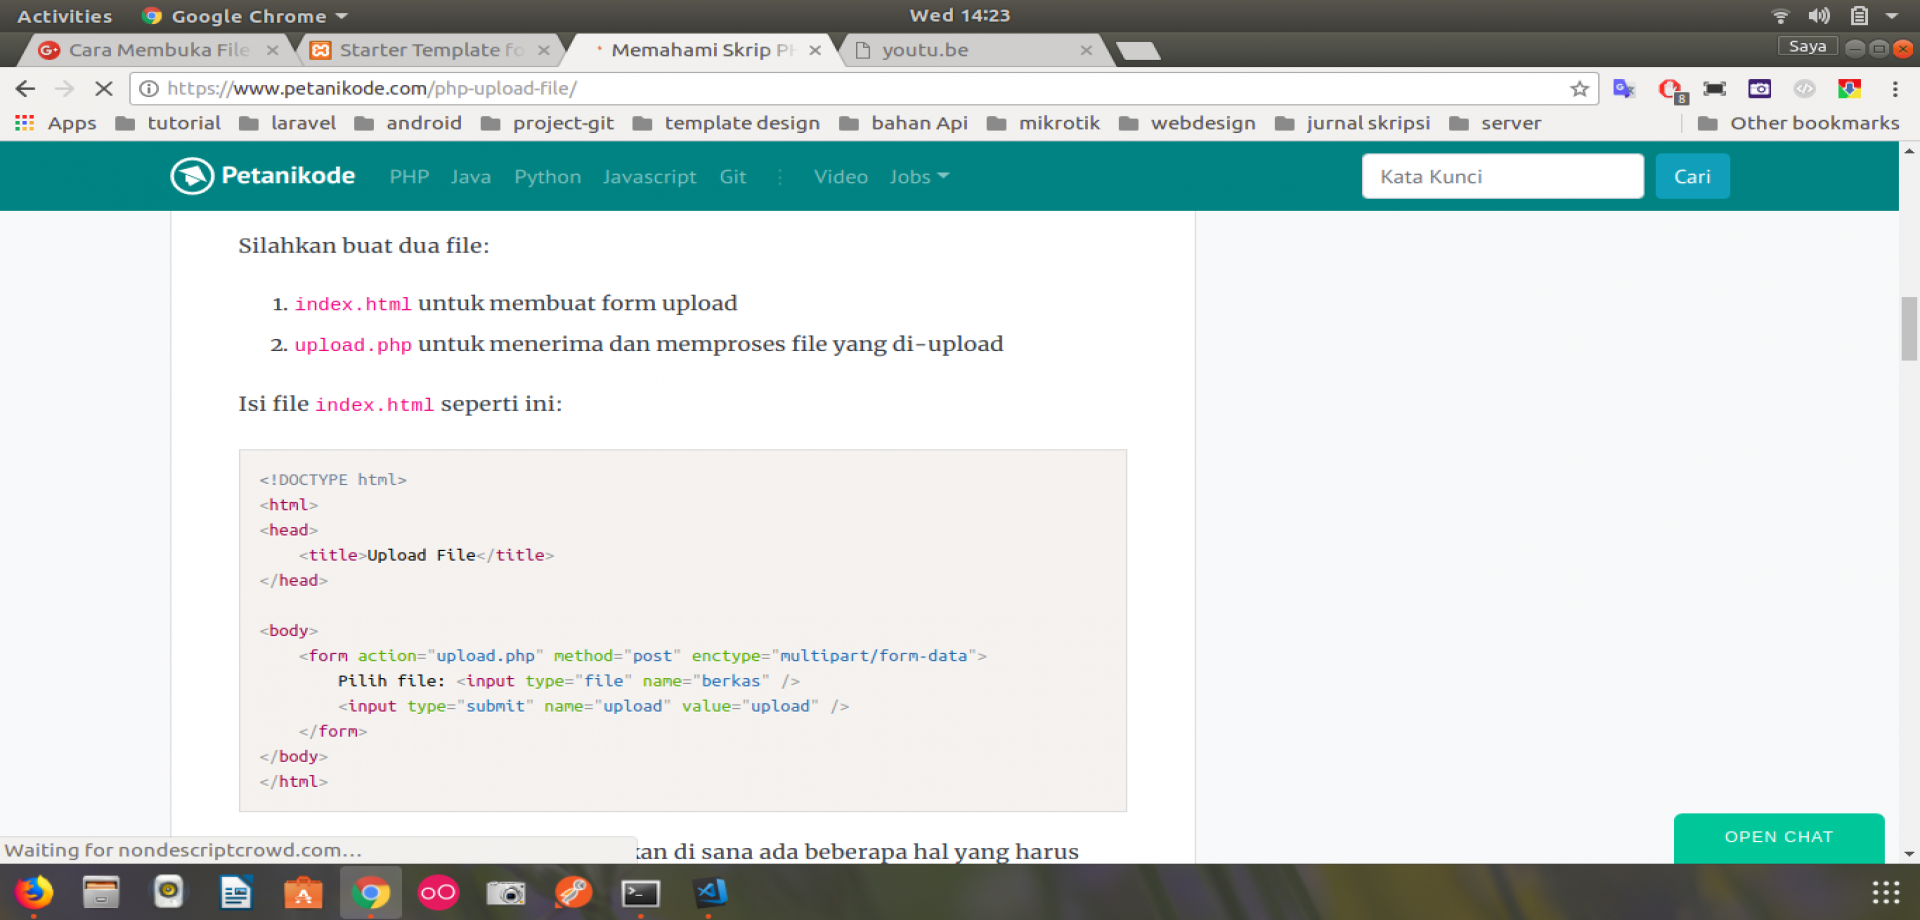 Activities Google Chrome Wed 14:23
Cara Membuka File Starter Template fo Memahami Skrip PH youtu.be Saya
https://www.petanikode.com/php-upload-file/ 8
Apps tutorial laravel android project-git template design bahan Api mikrotik webdesign jurnal skripsi server Other bookmarks
Petanikode PHP Java Python Javascript Git Video Jobs Kata Kunci Cari
Silahkan buat dua file:
1. index.html untuk membuat form upload
2. upload.php untuk menerima dan memproses file yang di-upload
Isi file index.html seperti ini:
<!DOCTYPE html>
<html>
<head>
    <title>Upload File</title>
</head>
<body>
    <form action="upload.php" method="post" enctype="multipart/form-data">
        Pilih file: <input type="file" name="berkas" />
        <input type="submit" name="upload" value="upload" />
    </form>
</body>
</html>
OPEN CHAT
Waiting for nondescriptcrowd.com... kan di sana ada beberapa hal yang harus